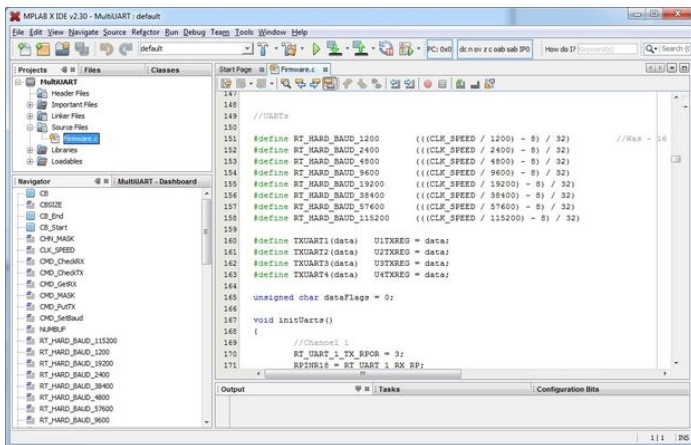 MPLAB X IDE v2.30 - MultiUART : default
File Edit View Navigate Source Refactor Run Debug Team Tools Window Help
default
PC: 0x0
dc n ov z c oab sab IP0
How do I?
Search
Projects
Files
Classes
MultiUART
Header Files
Important Files
Linker Files
Source Files
Firmware.c
Libraries
Loadables
Navigator
MultiUART - Dashboard
CB
CBSIZE
CB_End
CB_Start
CHN_MASK
CLK_SPEED
CMD_CheckRX
CMD_CheckTX
CMD_GetRX
CMD_MASK
CMD_PutTX
CMD_SetBaud
NUMBUF
RT_HARD_BAUD_115200
RT_HARD_BAUD_1200
RT_HARD_BAUD_19200
RT_HARD_BAUD_2400
RT_HARD_BAUD_38400
RT_HARD_BAUD_4800
RT_HARD_BAUD_57600
RT_HARD_BAUD_9600
Start Page
Firmware.c
147
148
149 //UARTs
150
151 #define RT_HARD_BAUD_1200 (((CLK_SPEED / 1200) - 8) / 32) //Was - 16
152 #define RT_HARD_BAUD_2400 (((CLK_SPEED / 2400) - 8) / 32)
153 #define RT_HARD_BAUD_4800 (((CLK_SPEED / 4800) - 8) / 32)
154 #define RT_HARD_BAUD_9600 (((CLK_SPEED / 9600) - 8) / 32)
155 #define RT_HARD_BAUD_19200 (((CLK_SPEED / 19200) - 8) / 32)
156 #define RT_HARD_BAUD_38400 (((CLK_SPEED / 38400) - 8) / 32)
157 #define RT_HARD_BAUD_57600 (((CLK_SPEED / 57600) - 8) / 32)
158 #define RT_HARD_BAUD_115200 (((CLK_SPEED / 115200) - 8) / 32)
159
160 #define TXUART1(data) U1TXREG = data;
161 #define TXUART2(data) U2TXREG = data;
162 #define TXUART3(data) U3TXREG = data;
163 #define TXUART4(data) U4TXREG = data;
164
165 unsigned char dataFlags = 0;
166
167 void initUarts()
168 {
169 //Channel 1
170 RT_UART_1_TX_RPOR = 3;
171 RPINR18 = RT_UART_1_RX_RP;
Output
Tasks
Configuration Bits
1|1
INS